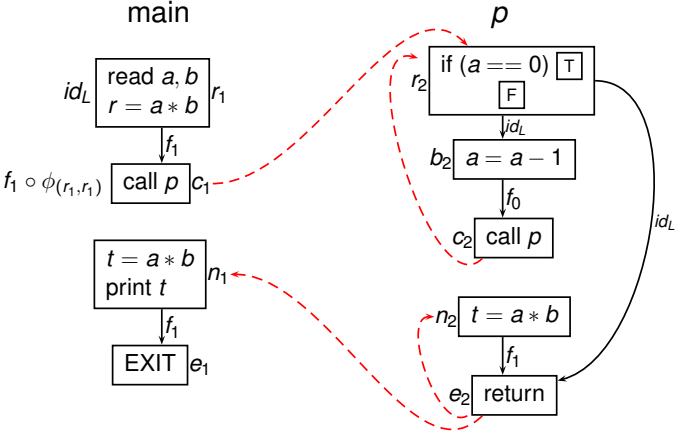 main
id_L
read a, b
r = a ∗ b
r_1
f_1
f_1 ∘ ϕ_(r_1,r_1)
call p
c_1
t = a ∗ b
print t
n_1
f_1
EXIT
e_1
p
if (a == 0) T
F
r_2
id_L
b_2
a = a − 1
f_0
c_2
call p
id_L
n_2
t = a ∗ b
f_1
e_2
return